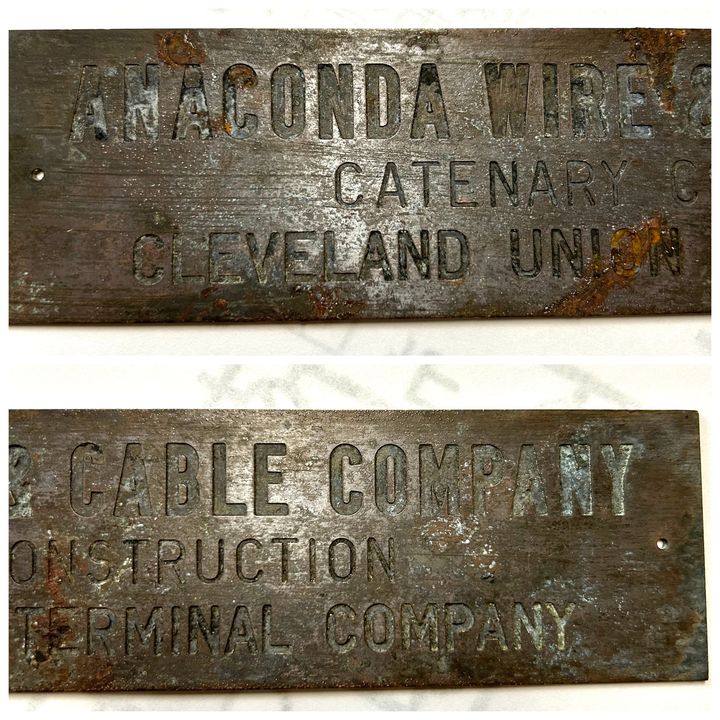 ANACONDA WIRE &
CATENARY C
CLEVELAND UNION
& CABLE COMPANY
ONSTRUCTION
TERMINAL COMPANY